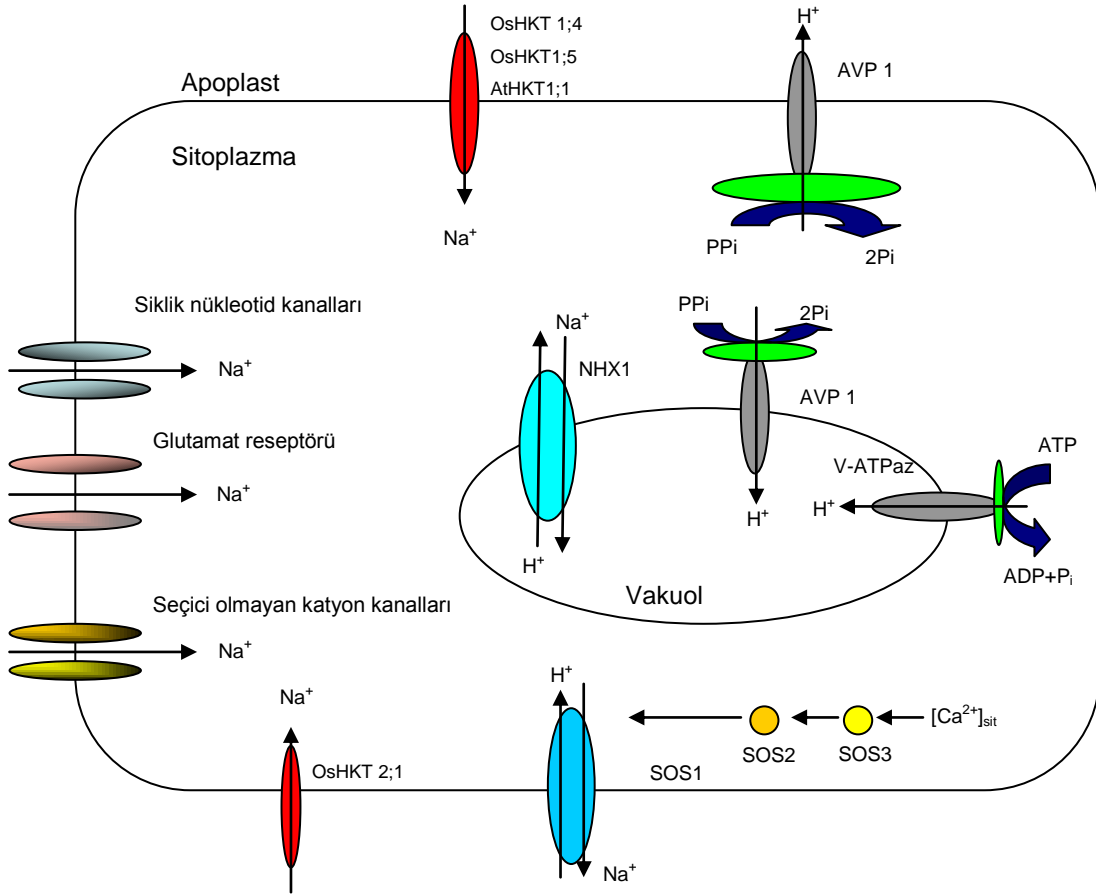 H⁺
OsHKT 1;4
OsHKT1;5
AtHKT1;1
AVP 1
Apoplast
Sitoplazma
Na⁺
PPi
2Pi
Siklik nükleotid kanalları
Na⁺
PPi
2Pi
Na⁺
NHX1
AVP 1
Glutamat reseptörü
Na⁺
V-ATPaz
ATP
H⁺
H⁺
H⁺
ADP+Pᵢ
Vakuol
Seçici olmayan katyon kanalları
Na⁺
H⁺
Na⁺
[Ca²⁺]sit
SOS2
SOS3
SOS1
OsHKT 2;1
Na⁺